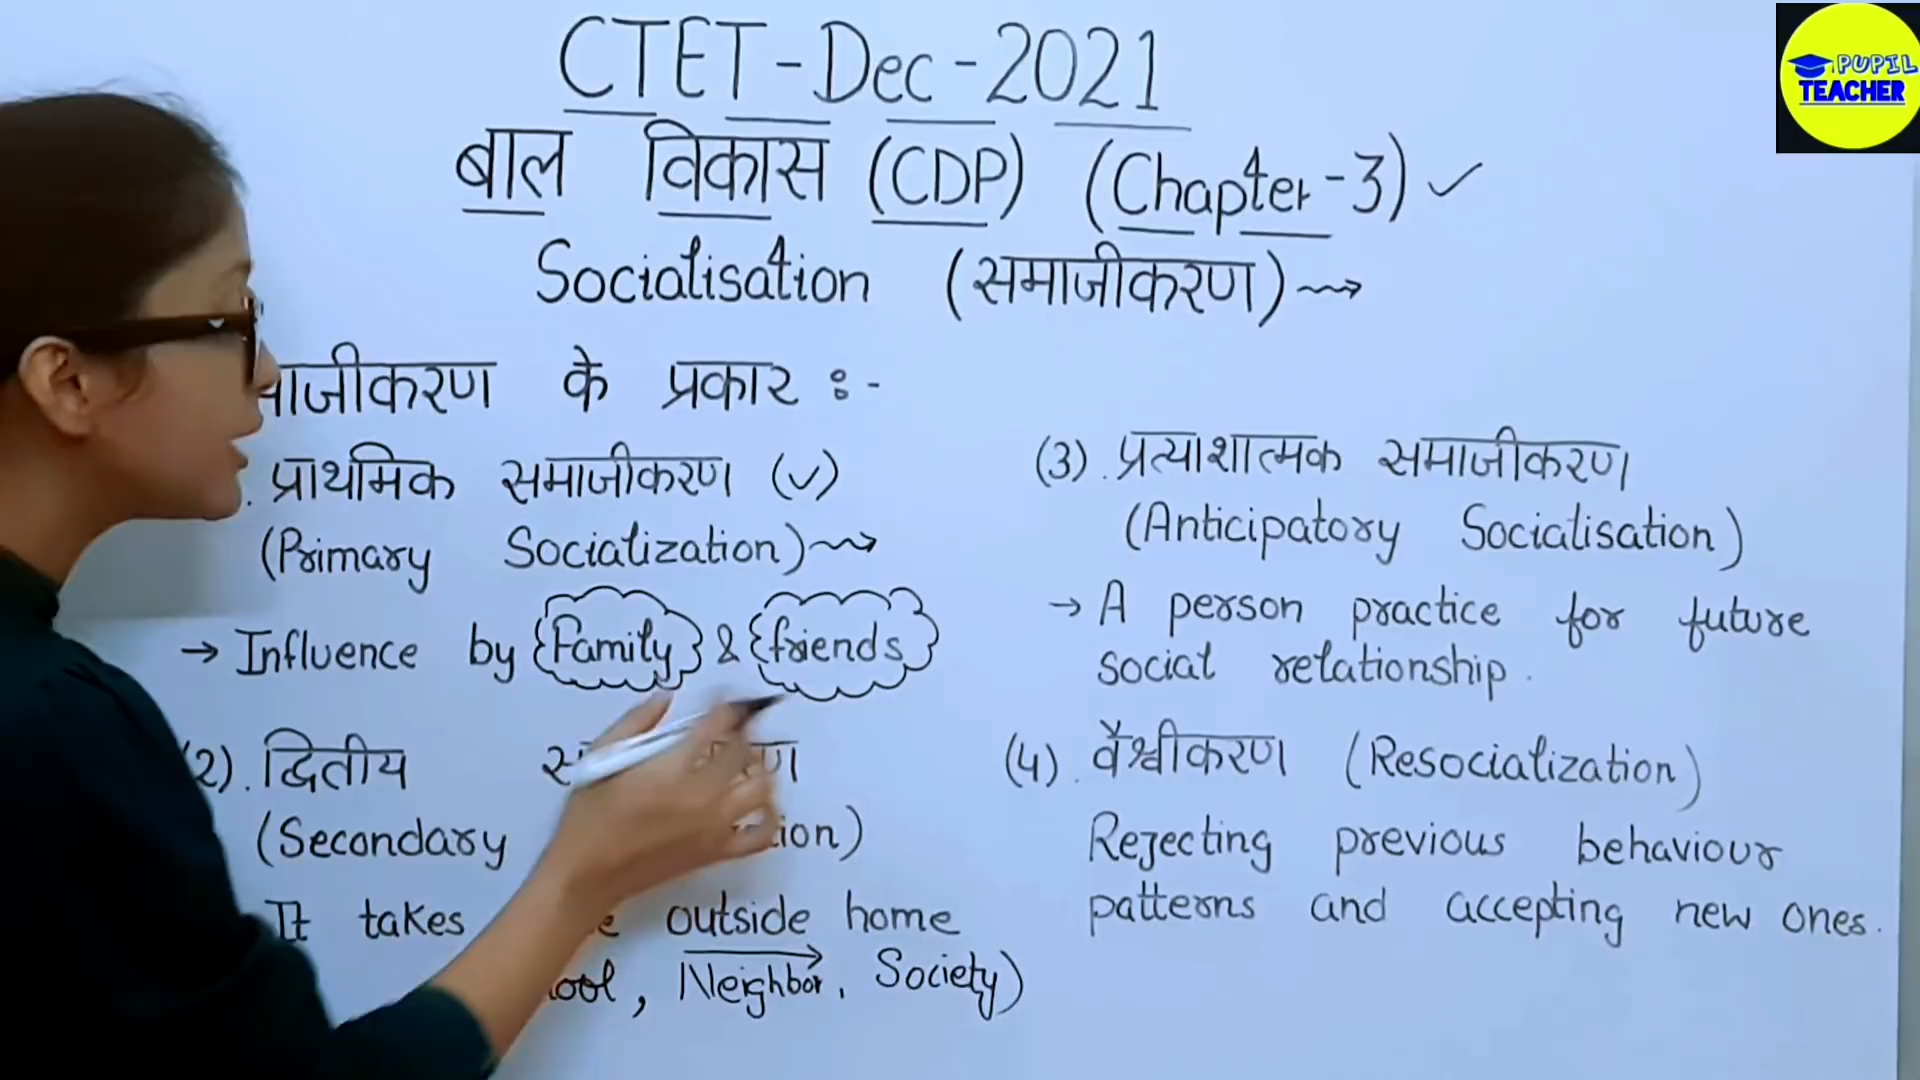 CTET-Dec-2021
PUPIL
TEACHER
बाल विकास (CDP) (Chapter-3) ✓
Socialisation (समाजीकरण) ⇝
माजीकरण के प्रकार :-
. प्राथमिक समाजीकरण (✓)
(Primary Socialization) ⇝
→ Influence by Family & friends
(2). द्वितीय
(Secondary
It takes outside home
, Neighbor, Society)
(3). प्रत्याशात्मक समाजीकरण
(Anticipatory Socialisation)
→ A person practice for future
social relationship.
(4). वैश्वीकरण (Resocialization)
Rejecting previous behaviour
patterns and accepting new ones.